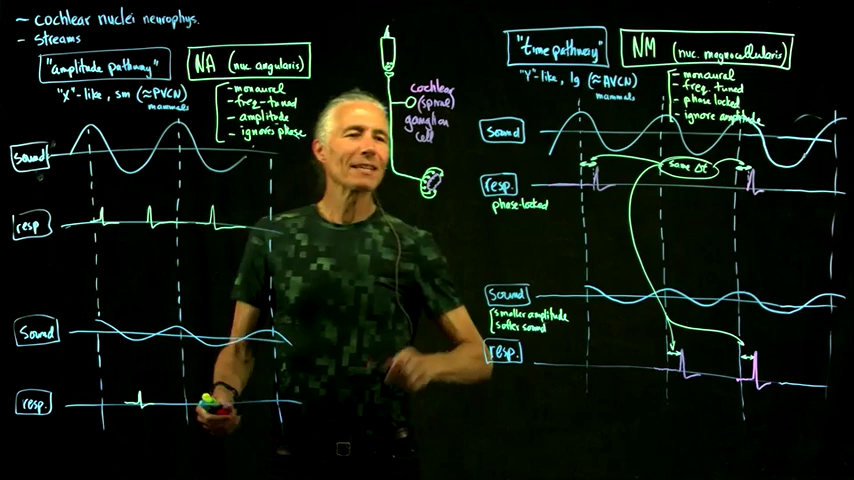 ~ cochlear nuclei neurophys.
- streams
"amplitude pathway"
NA (nuc angularis)
"X"-like, sm (≈PVCN)
mammals
- monaural
- freq-tuned
- amplitude
- ignores phase
Sound
resp
Sound
resp.
cochlear
(spiral)
ganglion
cell
"time pathway"
NM (nuc. magnocellularis)
"Y"-like, lg (≈AVCN)
mammals
- monaural
- freq. tuned
- phase locked
- ignore amplitude
Sound
same Δt
resp.
phase-locked
Sound
smaller amplitude
softer sound
resp.